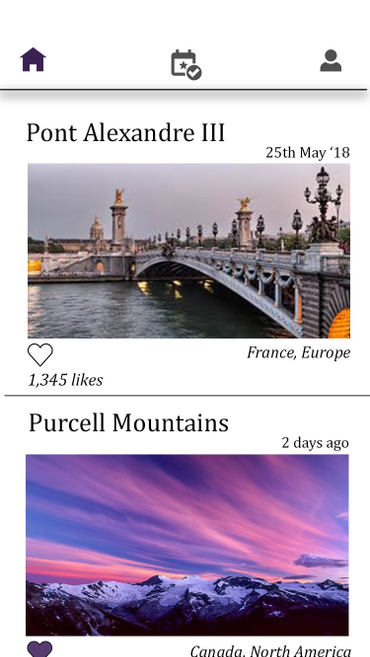 Pont Alexandre III
25th May ‘18
France, Europe
1,345 likes
Purcell Mountains
2 days ago
Canada, North America